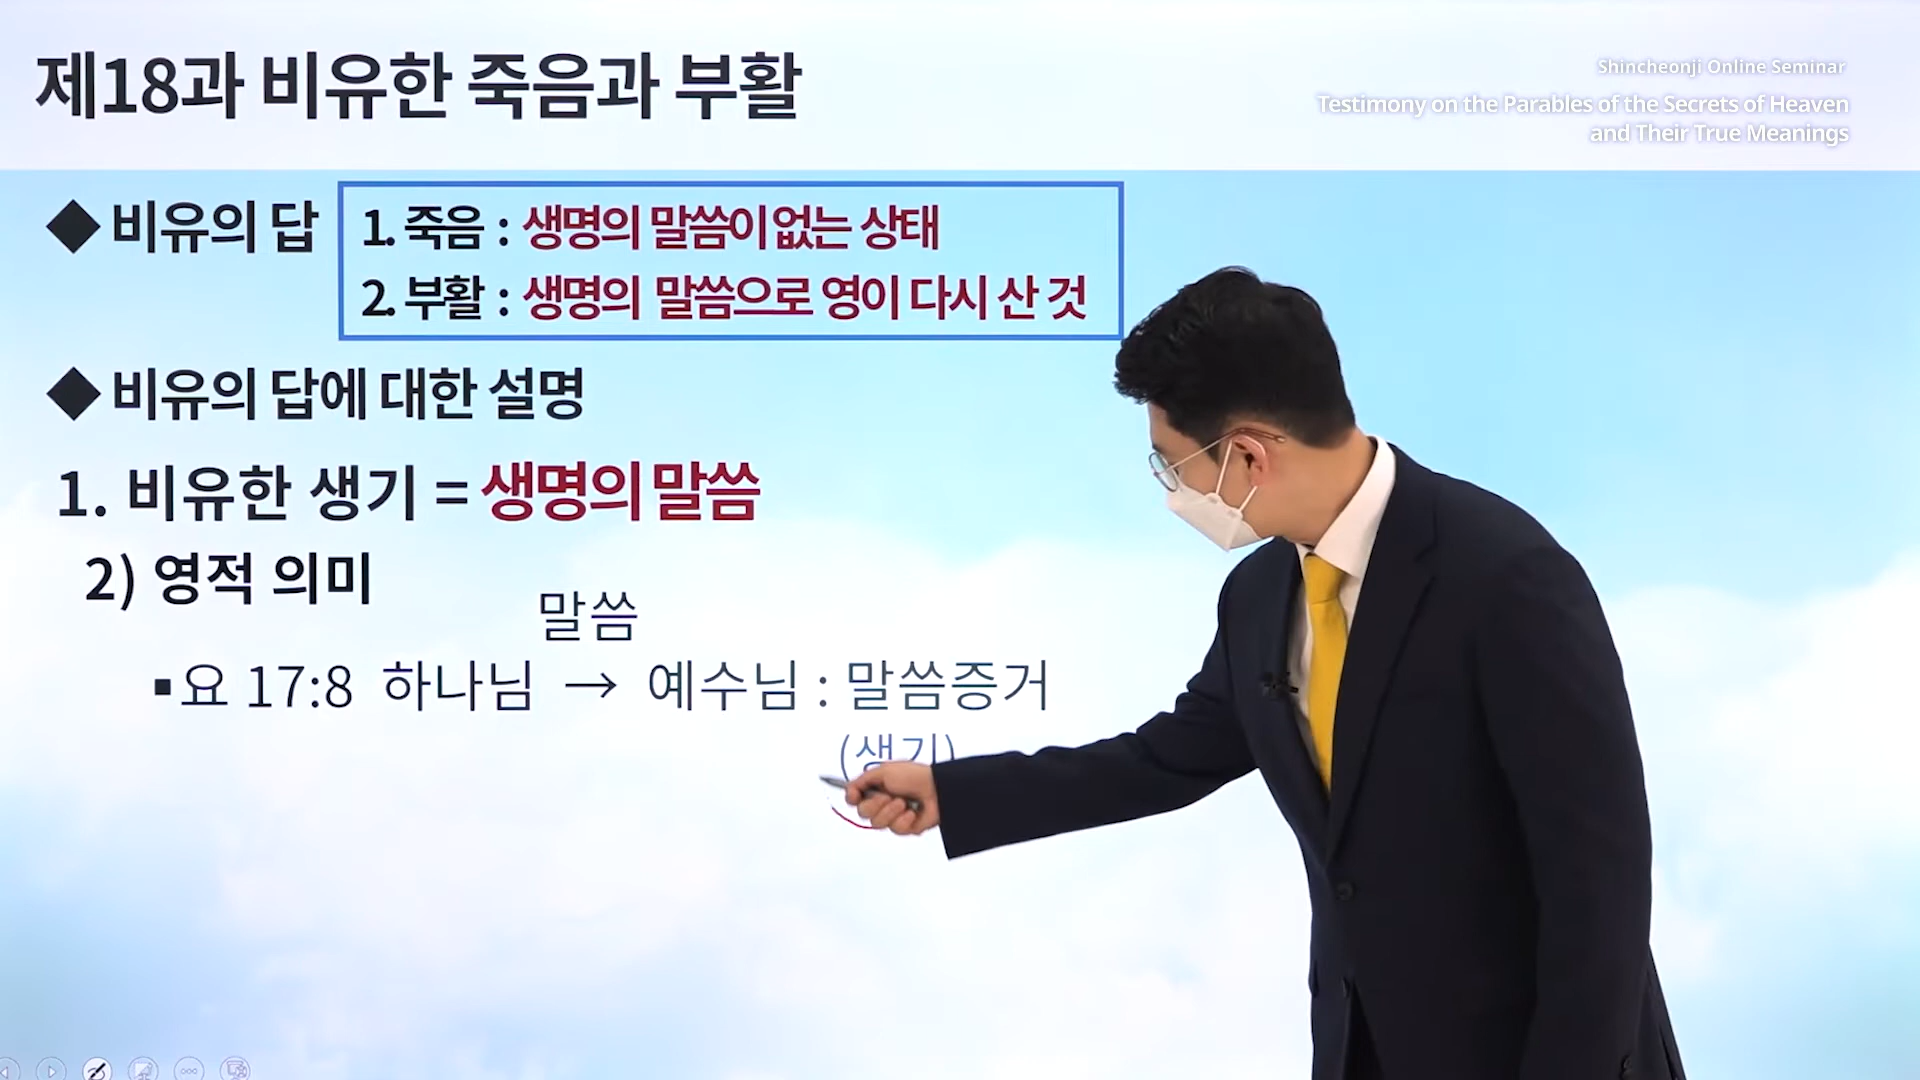 제18과 비유한 죽음과 부활
Shincheonji Online Seminar
Testimony on the Parables of the Secrets of Heaven
and Their True Meanings
◆ 비유의 답
1. 죽음 : 생명의 말씀이 없는 상태
2. 부활 : 생명의 말씀으로 영이 다시 산 것
◆ 비유의 답에 대한 설명
1. 비유한 생기 = 생명의 말씀
2) 영적 의미
말씀
▪요 17:8 하나님 → 예수님 : 말씀증거
(생기)